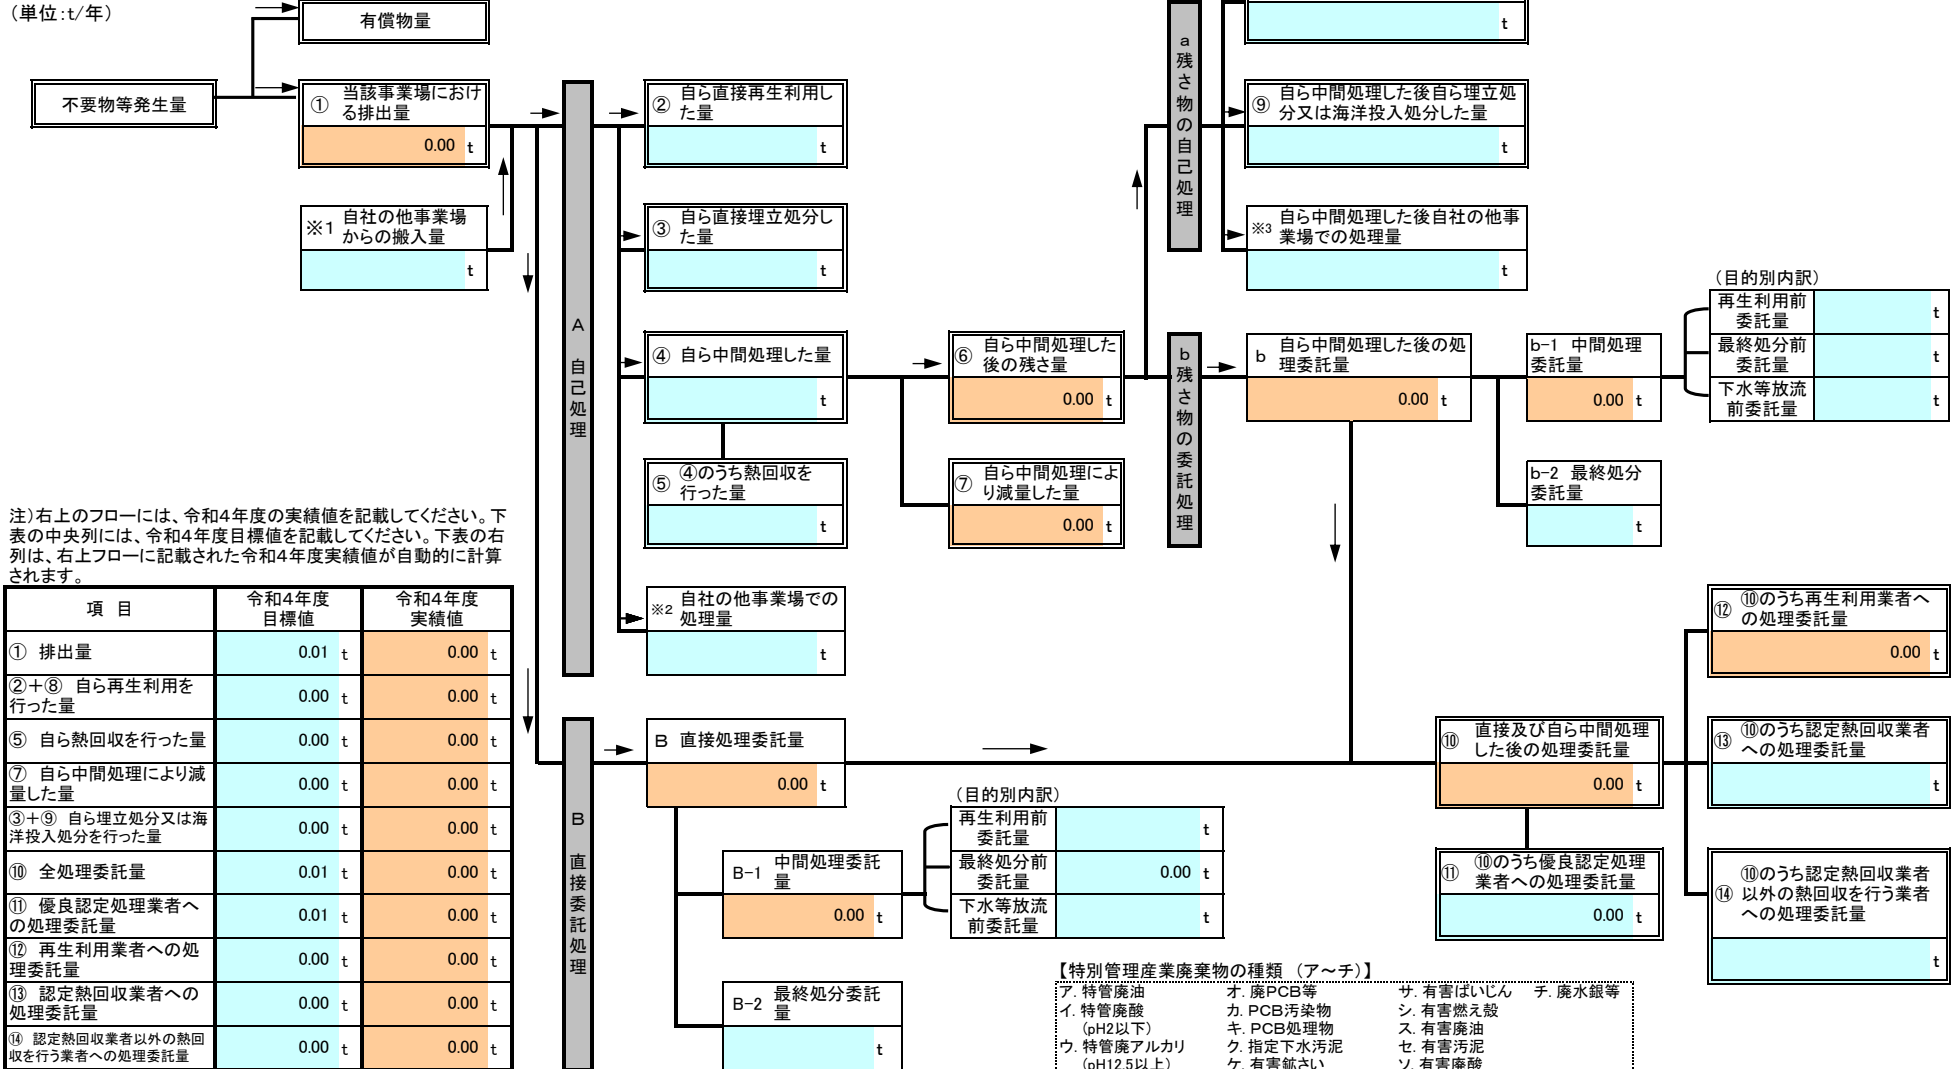 (単位:t/年)
有償物量
不要物等発生量
① 当該事業場におけ
る排出量
0.00 t
※1 自社の他事業場
からの搬入量
t
A 自己処理
② 自ら直接再生利用し
た量
t
③ 自ら直接埋立処分し
た量
t
④ 自ら中間処理した量
t
⑤ ④のうち熱回収を
行った量
t
※2 自社の他事業場での
処理量
t
⑥ 自ら中間処理した
後の残さ量
0.00 t
⑦ 自ら中間処理によ
り減量した量
0.00 t
a 残さ物の自己処理
t
⑨ 自ら中間処理した後自ら埋立処
分又は海洋投入処分した量
t
※3 自ら中間処理した後自社の他事
業場での処理量
t
b 残さ物の委託処理
b 自ら中間処理した後の処
理委託量
0.00 t
b-1 中間処理
委託量
0.00 t
b-2 最終処分
委託量
t
(目的別内訳)
再生利用前
委託量
t
最終処分前
委託量
t
下水等放流
前委託量
t
注)右上のフローには、令和4年度の実績値を記載してください。下
表の中央列には、令和4年度目標値を記載してください。下表の右
列は、右上フローに記載された令和4年度実績値が自動的に計算
されます。
項 目
令和4年度
目標値
令和4年度
実績値
① 排出量
0.01 t 0.00 t
②+⑧ 自ら再生利用を
行った量
0.00 t 0.00 t
⑤ 自ら熱回収を行った量
0.00 t 0.00 t
⑦ 自ら中間処理により減
量した量
0.00 t 0.00 t
③+⑨ 自ら埋立処分又は海
洋投入処分を行った量
0.00 t 0.00 t
⑩ 全処理委託量
0.01 t 0.00 t
⑪ 優良認定処理業者へ
の処理委託量
0.01 t 0.00 t
⑫ 再生利用業者への処
理委託量
0.00 t 0.00 t
⑬ 認定熱回収業者への
処理委託量
0.00 t 0.00 t
⑭ 認定熱回収業者以外の熱回
収を行う業者への処理委託量
0.00 t 0.00 t
B 直接委託処理
B 直接処理委託量
0.00 t
B-1 中間処理委託
量
0.00 t
B-2 最終処分委託
量
t
(目的別内訳)
再生利用前
委託量
t
最終処分前
委託量
0.00 t
下水等放流
前委託量
t
⑩ 直接及び自ら中間処理
した後の処理委託量
0.00 t
⑪ ⑩のうち優良認定処理
業者への処理委託量
0.00 t
⑫ ⑩のうち再生利用業者へ
の処理委託量
0.00 t
⑬ ⑩のうち認定熱回収業者
への処理委託量
t
⑭ ⑩のうち認定熱回収業者
以外の熱回収を行う業者
への処理委託量
t
【特別管理産業廃棄物の種類 (ア~チ)】
ア. 特管廃油 オ. 廃PCB等 サ. 有害ばいじん チ. 廃水銀等
イ. 特管廃酸 カ. PCB汚染物 シ. 有害燃え殻
(pH2以下) キ. PCB処理物 ス. 有害廃油
ウ. 特管廃アルカリ ク. 指定下水汚泥 セ. 有害汚泥
(pH12.5以上) ケ. 有害鉱さい ソ. 有害廃酸